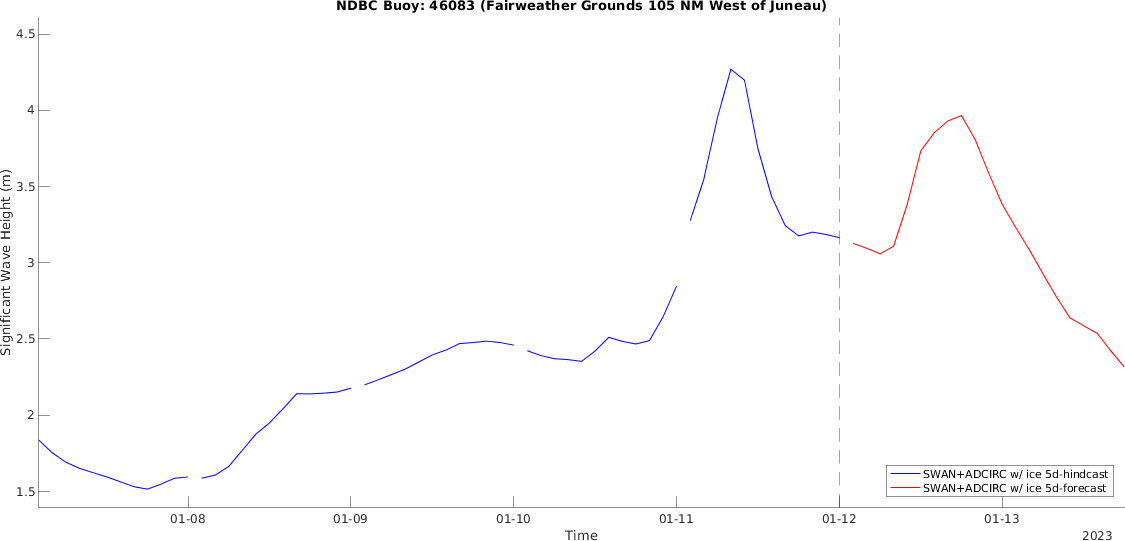 NDBC Buoy: 46083 (Fairweather Grounds 105 NM West of Juneau)
4.5
4
3.5
3
2.5
2
1.5
Significant Wave Height (m)
SWAN+ADCIRC w/ ice 5d-hindcast
SWAN+ADCIRC w/ ice 5d-forecast
01-08 01-09 01-10 01-11 01-12 01-13
Time
2023